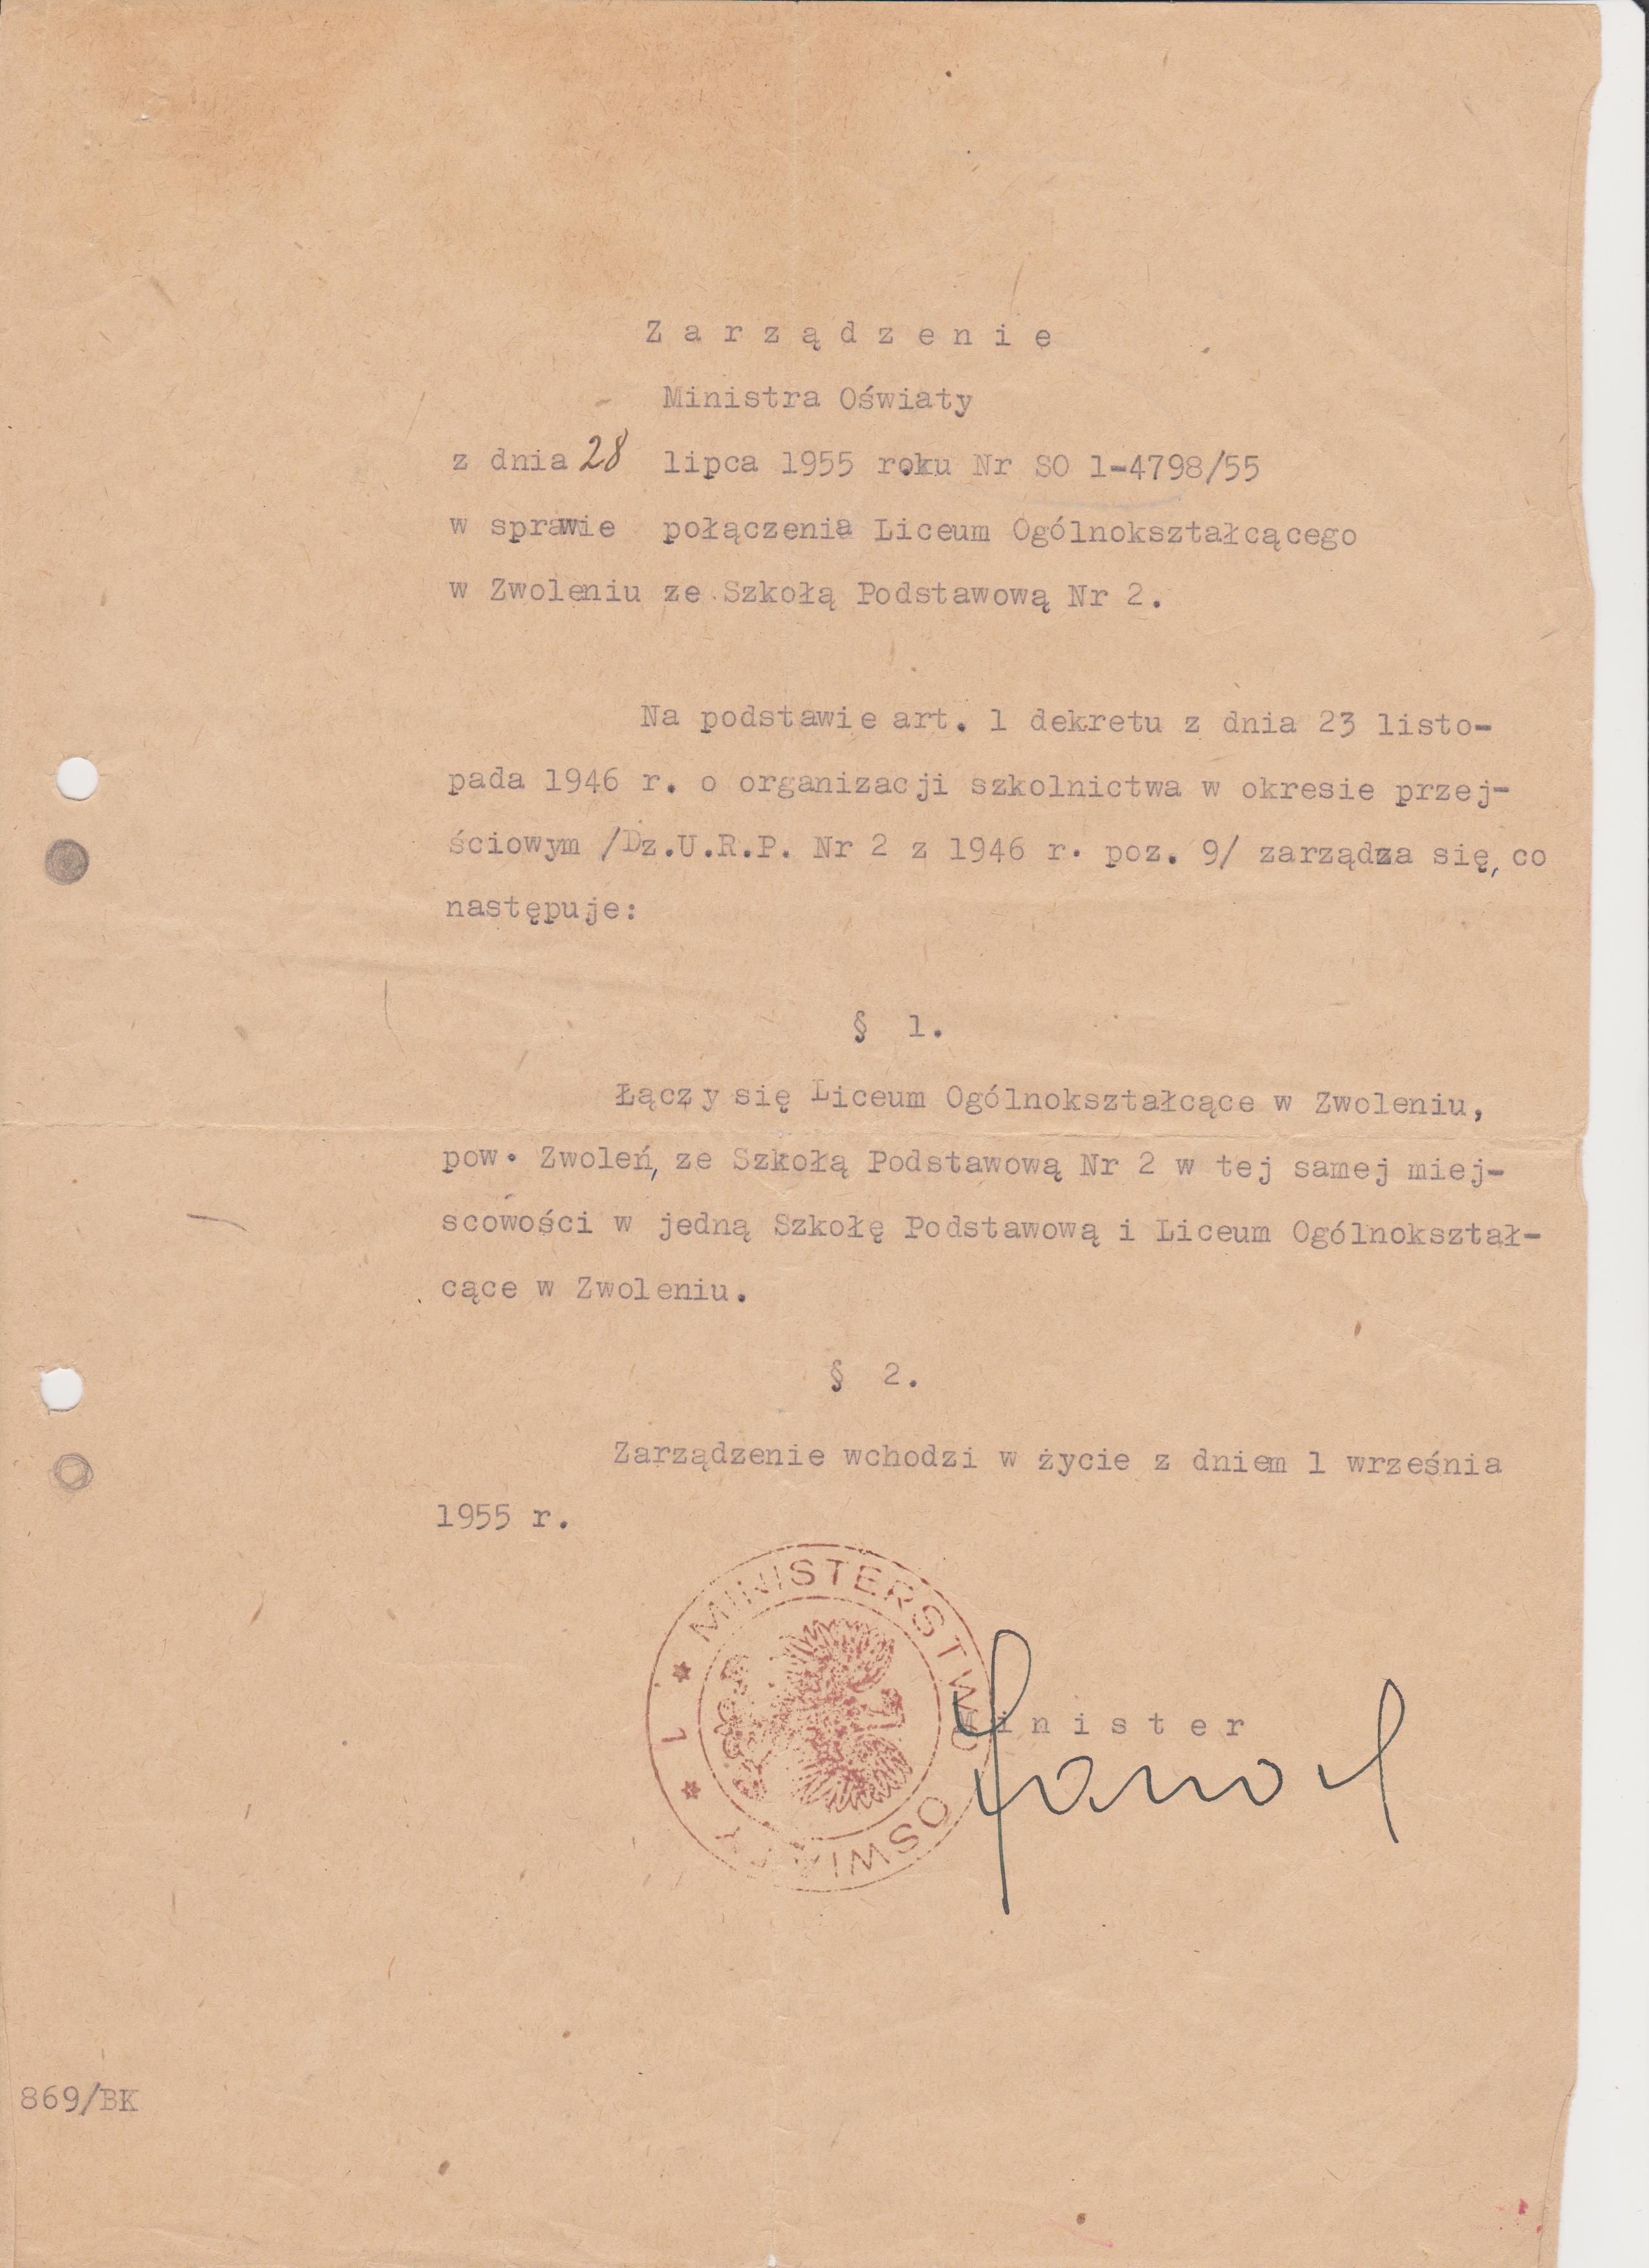 Z a r z ą d z e n i e
Ministra Oświaty
z dnia 28 lipca 1955 roku Nr SO 1-4798/55
w sprawie połączenia Liceum Ogólnokształcącego
w Zwoleniu ze Szkołą Podstawową Nr 2.
Na podstawie art. 1 dekretu z dnia 23 listo-
pada 1946 r. o organizacji szkolnictwa w okresie przej-
ściowym /Dz.U.R.P. Nr 2 z 1946 r. poz. 9/ zarządza się, co
następuje:
§ 1.
Łączy się Liceum Ogólnokształcące w Zwoleniu,
pow. Zwoleń, ze Szkołą Podstawową Nr 2 w tej samej miej-
scowości w jedną Szkołę Podstawową i Liceum Ogólnokształ-
cące w Zwoleniu.
§ 2.
Zarządzenie wchodzi w życie z dniem 1 września
1955 r.
MINISTERSTWO OŚWIATY * 1 *
M i n i s t e r
869/BK